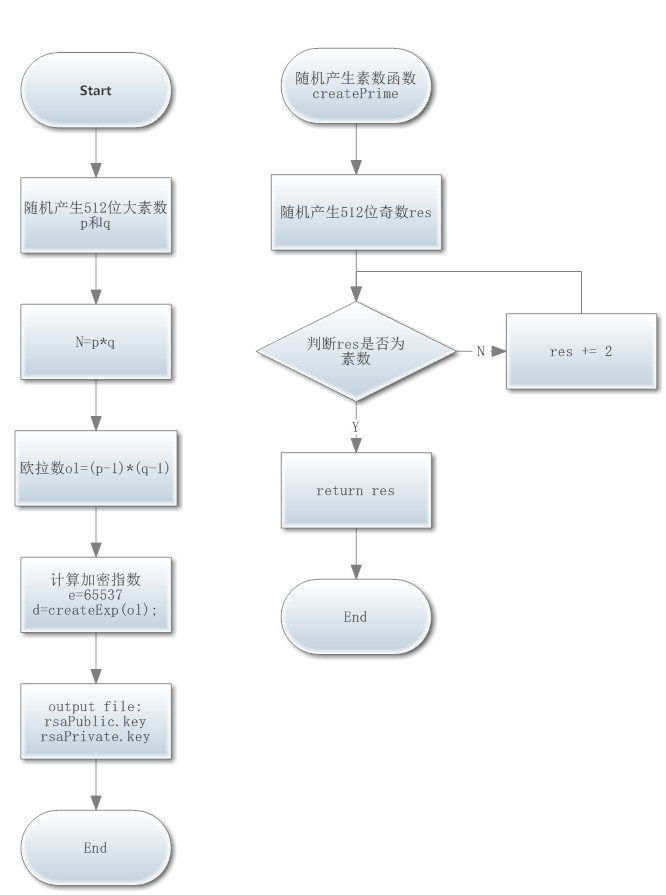 Start
随机产生512位大素数
p和q
N=p*q
欧拉数ol=(p-1)*(q-1)
计算加密指数
e=65537
d=createExp(ol);
output file:
rsaPublic.key
rsaPrivate.key
End
随机产生素数函数
createPrime
随机产生512位奇数res
判断res是否为
素数
N
res += 2
Y
return res
End